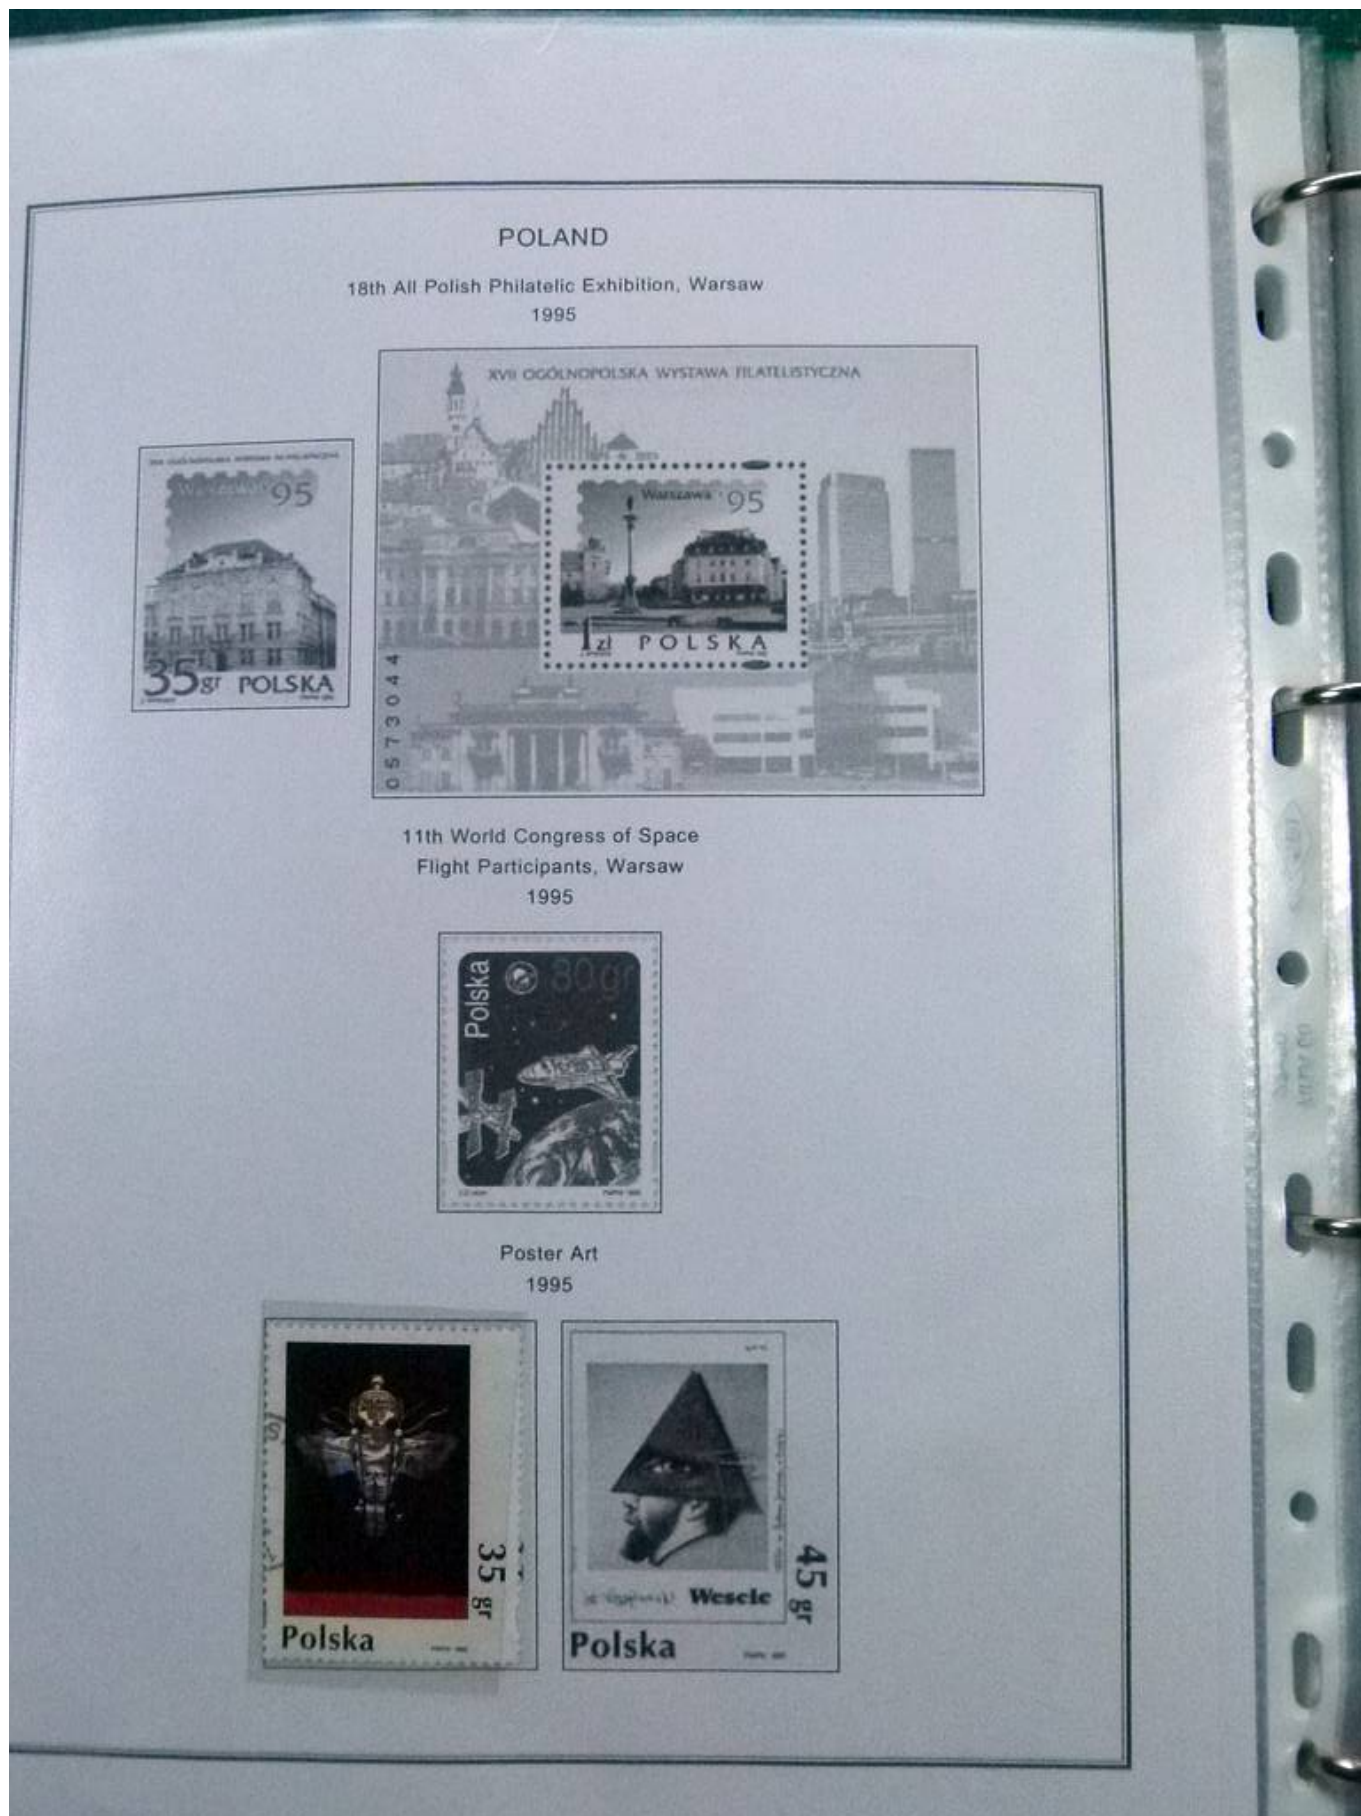 POLAND
18th All Polish Philatelic Exhibition, Warsaw
1995
XVII OGÓLNOPOLSKA WYSTAWA FILATELISTYCZNA
95
35gr POLSKA
Warszawa · 95
1zł POLSKA
0573044
11th World Congress of Space
Flight Participants, Warsaw
1995
Polska
80gr
Poster Art
1995
35 gr
Polska
Wesele
45 gr
Polska